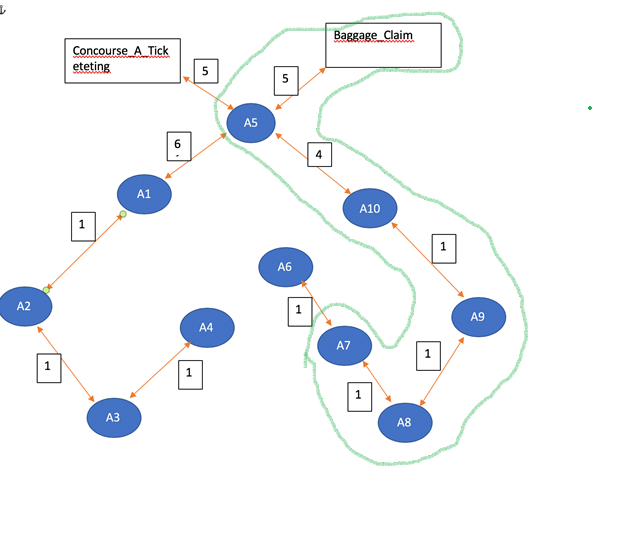 Concourse_A_Tick
eteting
Baggage_Claim
5
5
A5
6
4
A1
A10
1
1
A6
A2
1
A9
A4
A7
1
1
1
1
A3
A8